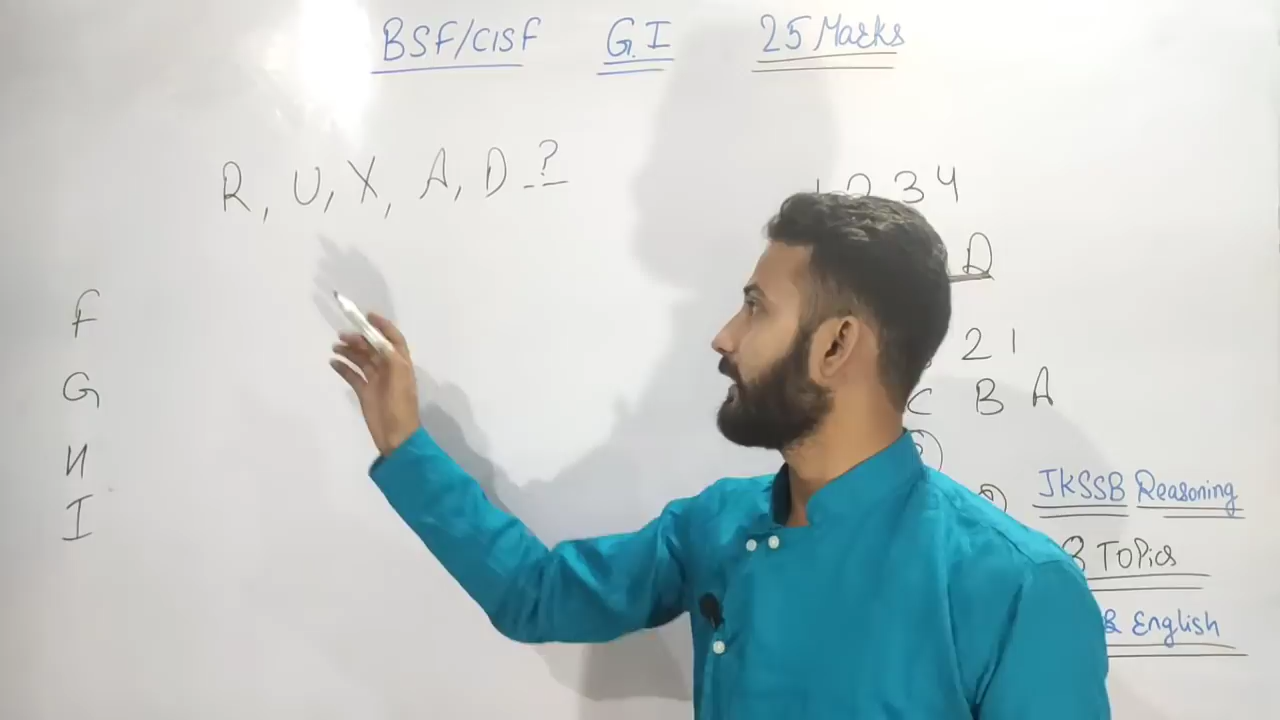 BSF/CISF G.I 25 Marks
R, U, X, A, D ?
1 2 3 4
D
F
G
H
I
2 1
C B A
JKSSB Reasoning
3 Topics
& English